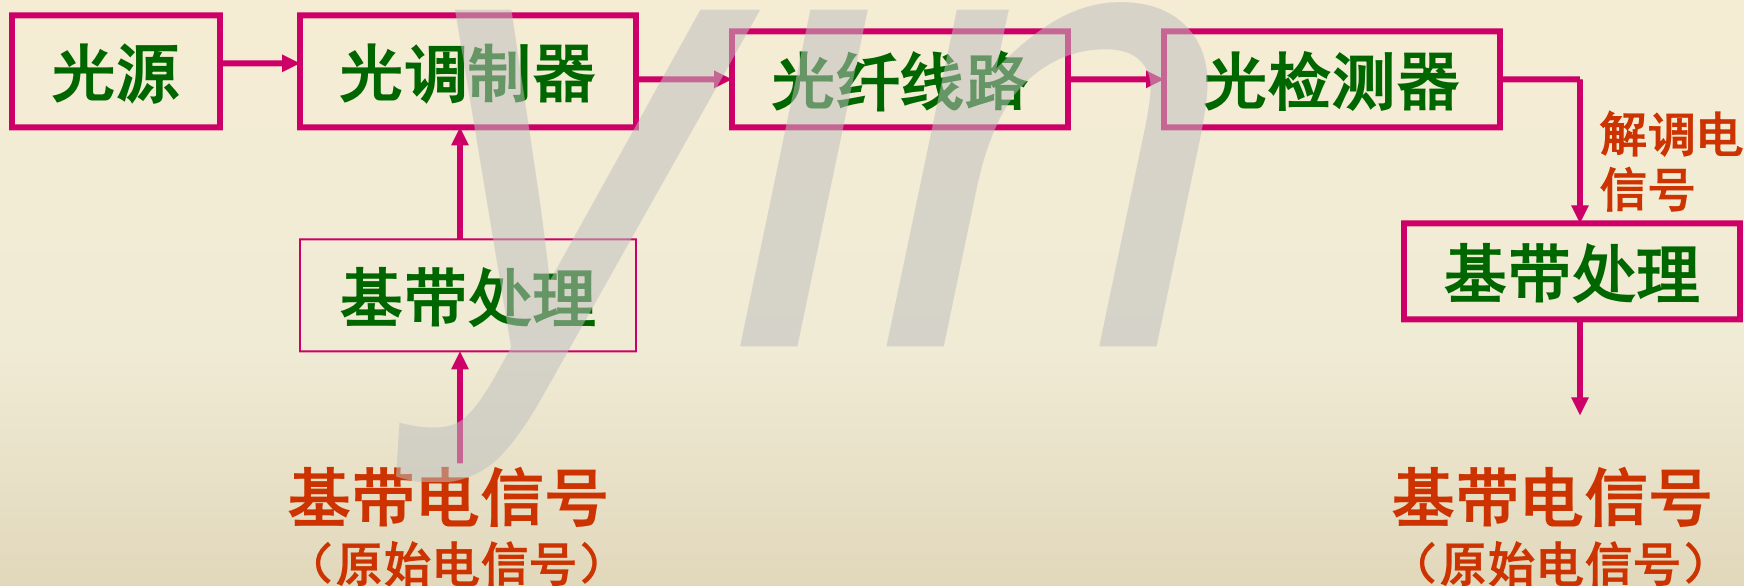 光源
光调制器
光纤线路
光检测器
解调电
信号
基带处理
基带处理
基带电信号
（原始电信号）
基带电信号
（原始电信号）
yin